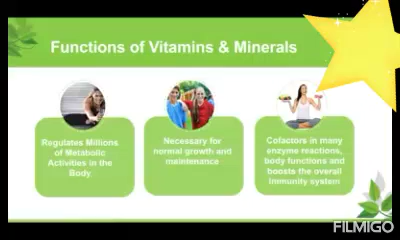 Functions of Vitamins & Minerals
Regulates Millions
of Metabolic
Activities in the
Body
Necessary for
normal growth and
maintenance
Cofactors in many
enzyme reactions,
body functions and
boosts the overall
immunity system
FILMIGO